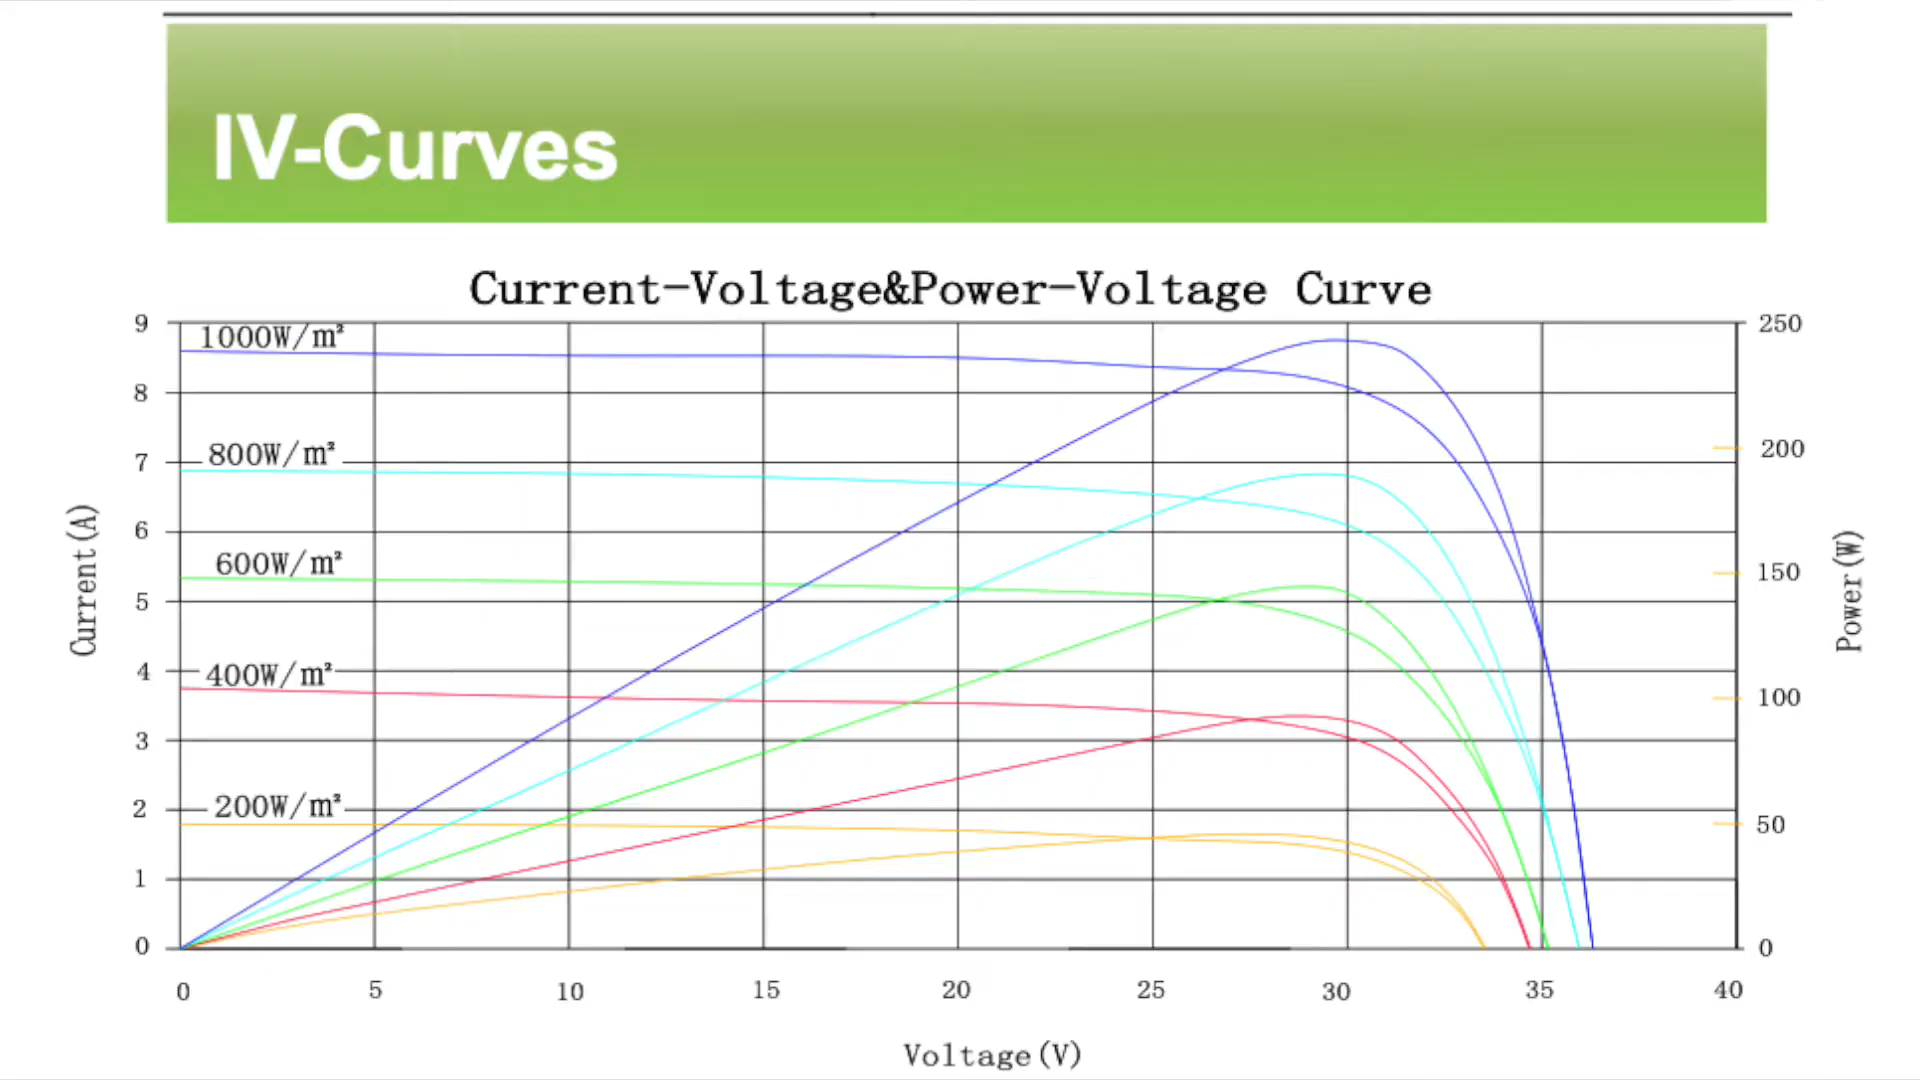 IV-Curves
Current-Voltage&Power-Voltage Curve
9
8
7
6
5
4
3
2
1
0
Current(A)
1000W/m²
800W/m²
600W/m²
400W/m²
200W/m²
250
200
150
100
50
0
Power(W)
0 5 10 15 20 25 30 35 40
Voltage(V)